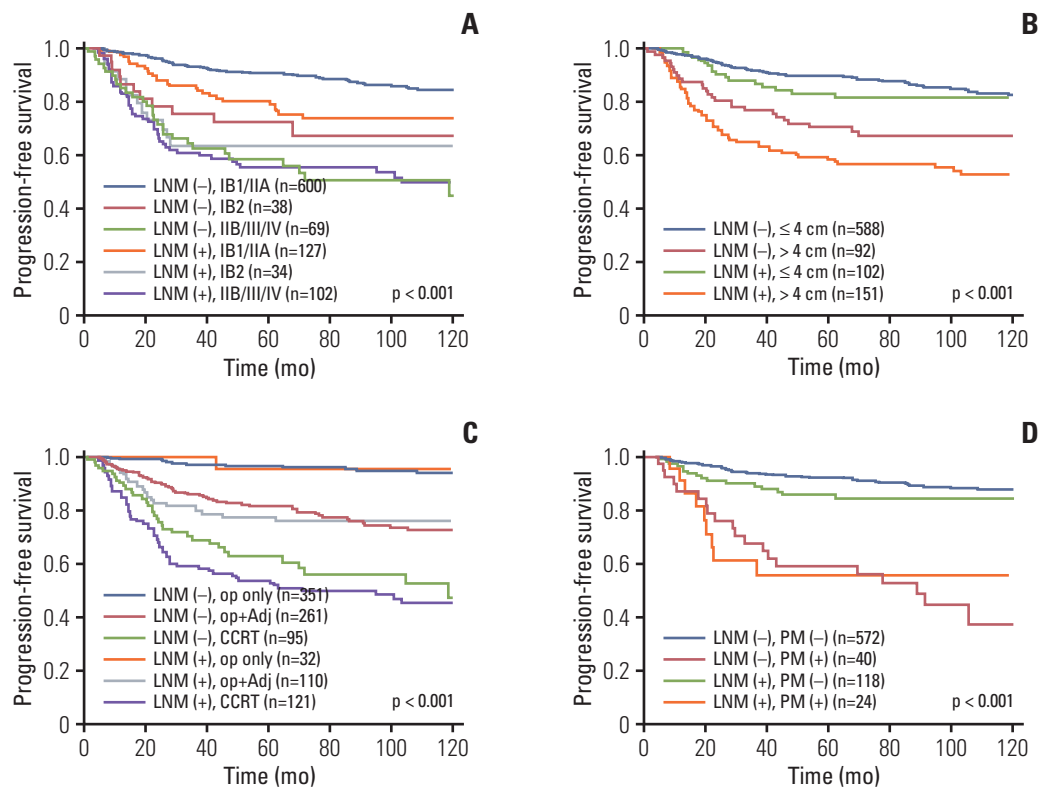 A
Progression-free survival
1.0
0.8
0.6
0.4
0.2
0
LNM (–), IB1/IIA (n=600)
LNM (–), IB2 (n=38)
LNM (–), IIB/III/IV (n=69)
LNM (+), IB1/IIA (n=127)
LNM (+), IB2 (n=34)
LNM (+), IIB/III/IV (n=102)
p < 0.001
0 20 40 60 80 100 120
Time (mo)
B
Progression-free survival
1.0
0.8
0.6
0.4
0.2
0
LNM (–), ≤ 4 cm (n=588)
LNM (–), > 4 cm (n=92)
LNM (+), ≤ 4 cm (n=102)
LNM (+), > 4 cm (n=151)
p < 0.001
0 20 40 60 80 100 120
Time (mo)
C
Progression-free survival
1.0
0.8
0.6
0.4
0.2
0
LNM (–), op only (n=351)
LNM (–), op+Adj (n=261)
LNM (–), CCRT (n=95)
LNM (+), op only (n=32)
LNM (+), op+Adj (n=110)
LNM (+), CCRT (n=121)
p < 0.001
0 20 40 60 80 100 120
Time (mo)
D
Progression-free survival
1.0
0.8
0.6
0.4
0.2
0
LNM (–), PM (–) (n=572)
LNM (–), PM (+) (n=40)
LNM (+), PM (–) (n=118)
LNM (+), PM (+) (n=24)
p < 0.001
0 20 40 60 80 100 120
Time (mo)